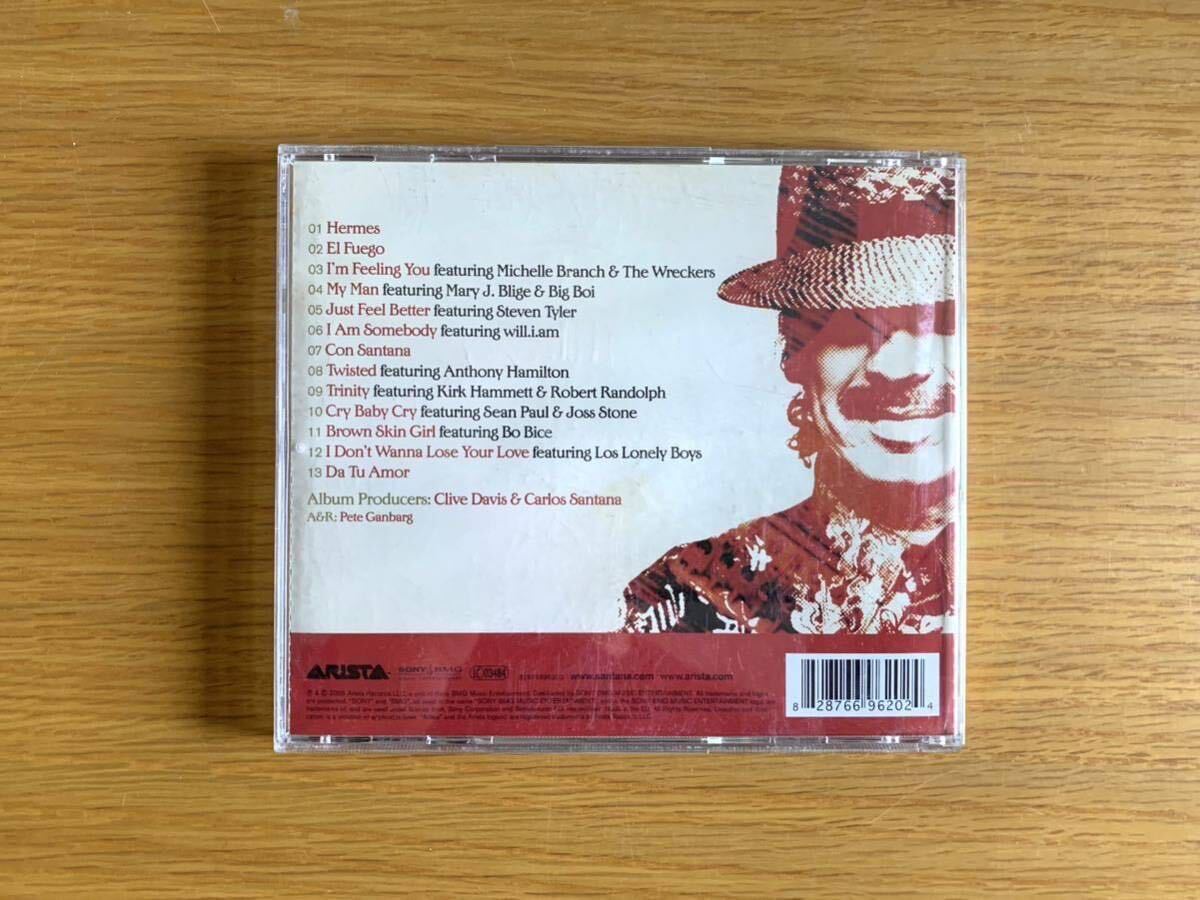 01 Hermes
02 El Fuego
03 I'm Feeling You featuring Michelle Branch & The Wreckers
04 My Man featuring Mary J. Blige & Big Boi
05 Just Feel Better featuring Steven Tyler
06 I Am Somebody featuring will.i.am
07 Con Santana
08 Twisted featuring Anthony Hamilton
09 Trinity featuring Kirk Hammett & Robert Randolph
10 Cry Baby Cry featuring Sean Paul & Joss Stone
11 Brown Skin Girl featuring Bo Bice
12 I Don't Wanna Lose Your Love featuring Los Lonely Boys
13 Da Tu Amor
Album Producers: Clive Davis & Carlos Santana
A&R: Pete Ganbarg
ARISTA SONY BMG LC 03484 www.santana.com www.arista.com
8 28766 96202 4